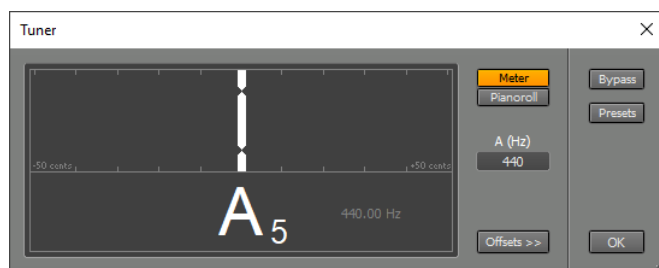 Tuner
-50 cents
+50 cents
A5
440.00 Hz
Meter
Pianoroll
A (Hz)
440
Offsets >>
Bypass
Presets
OK